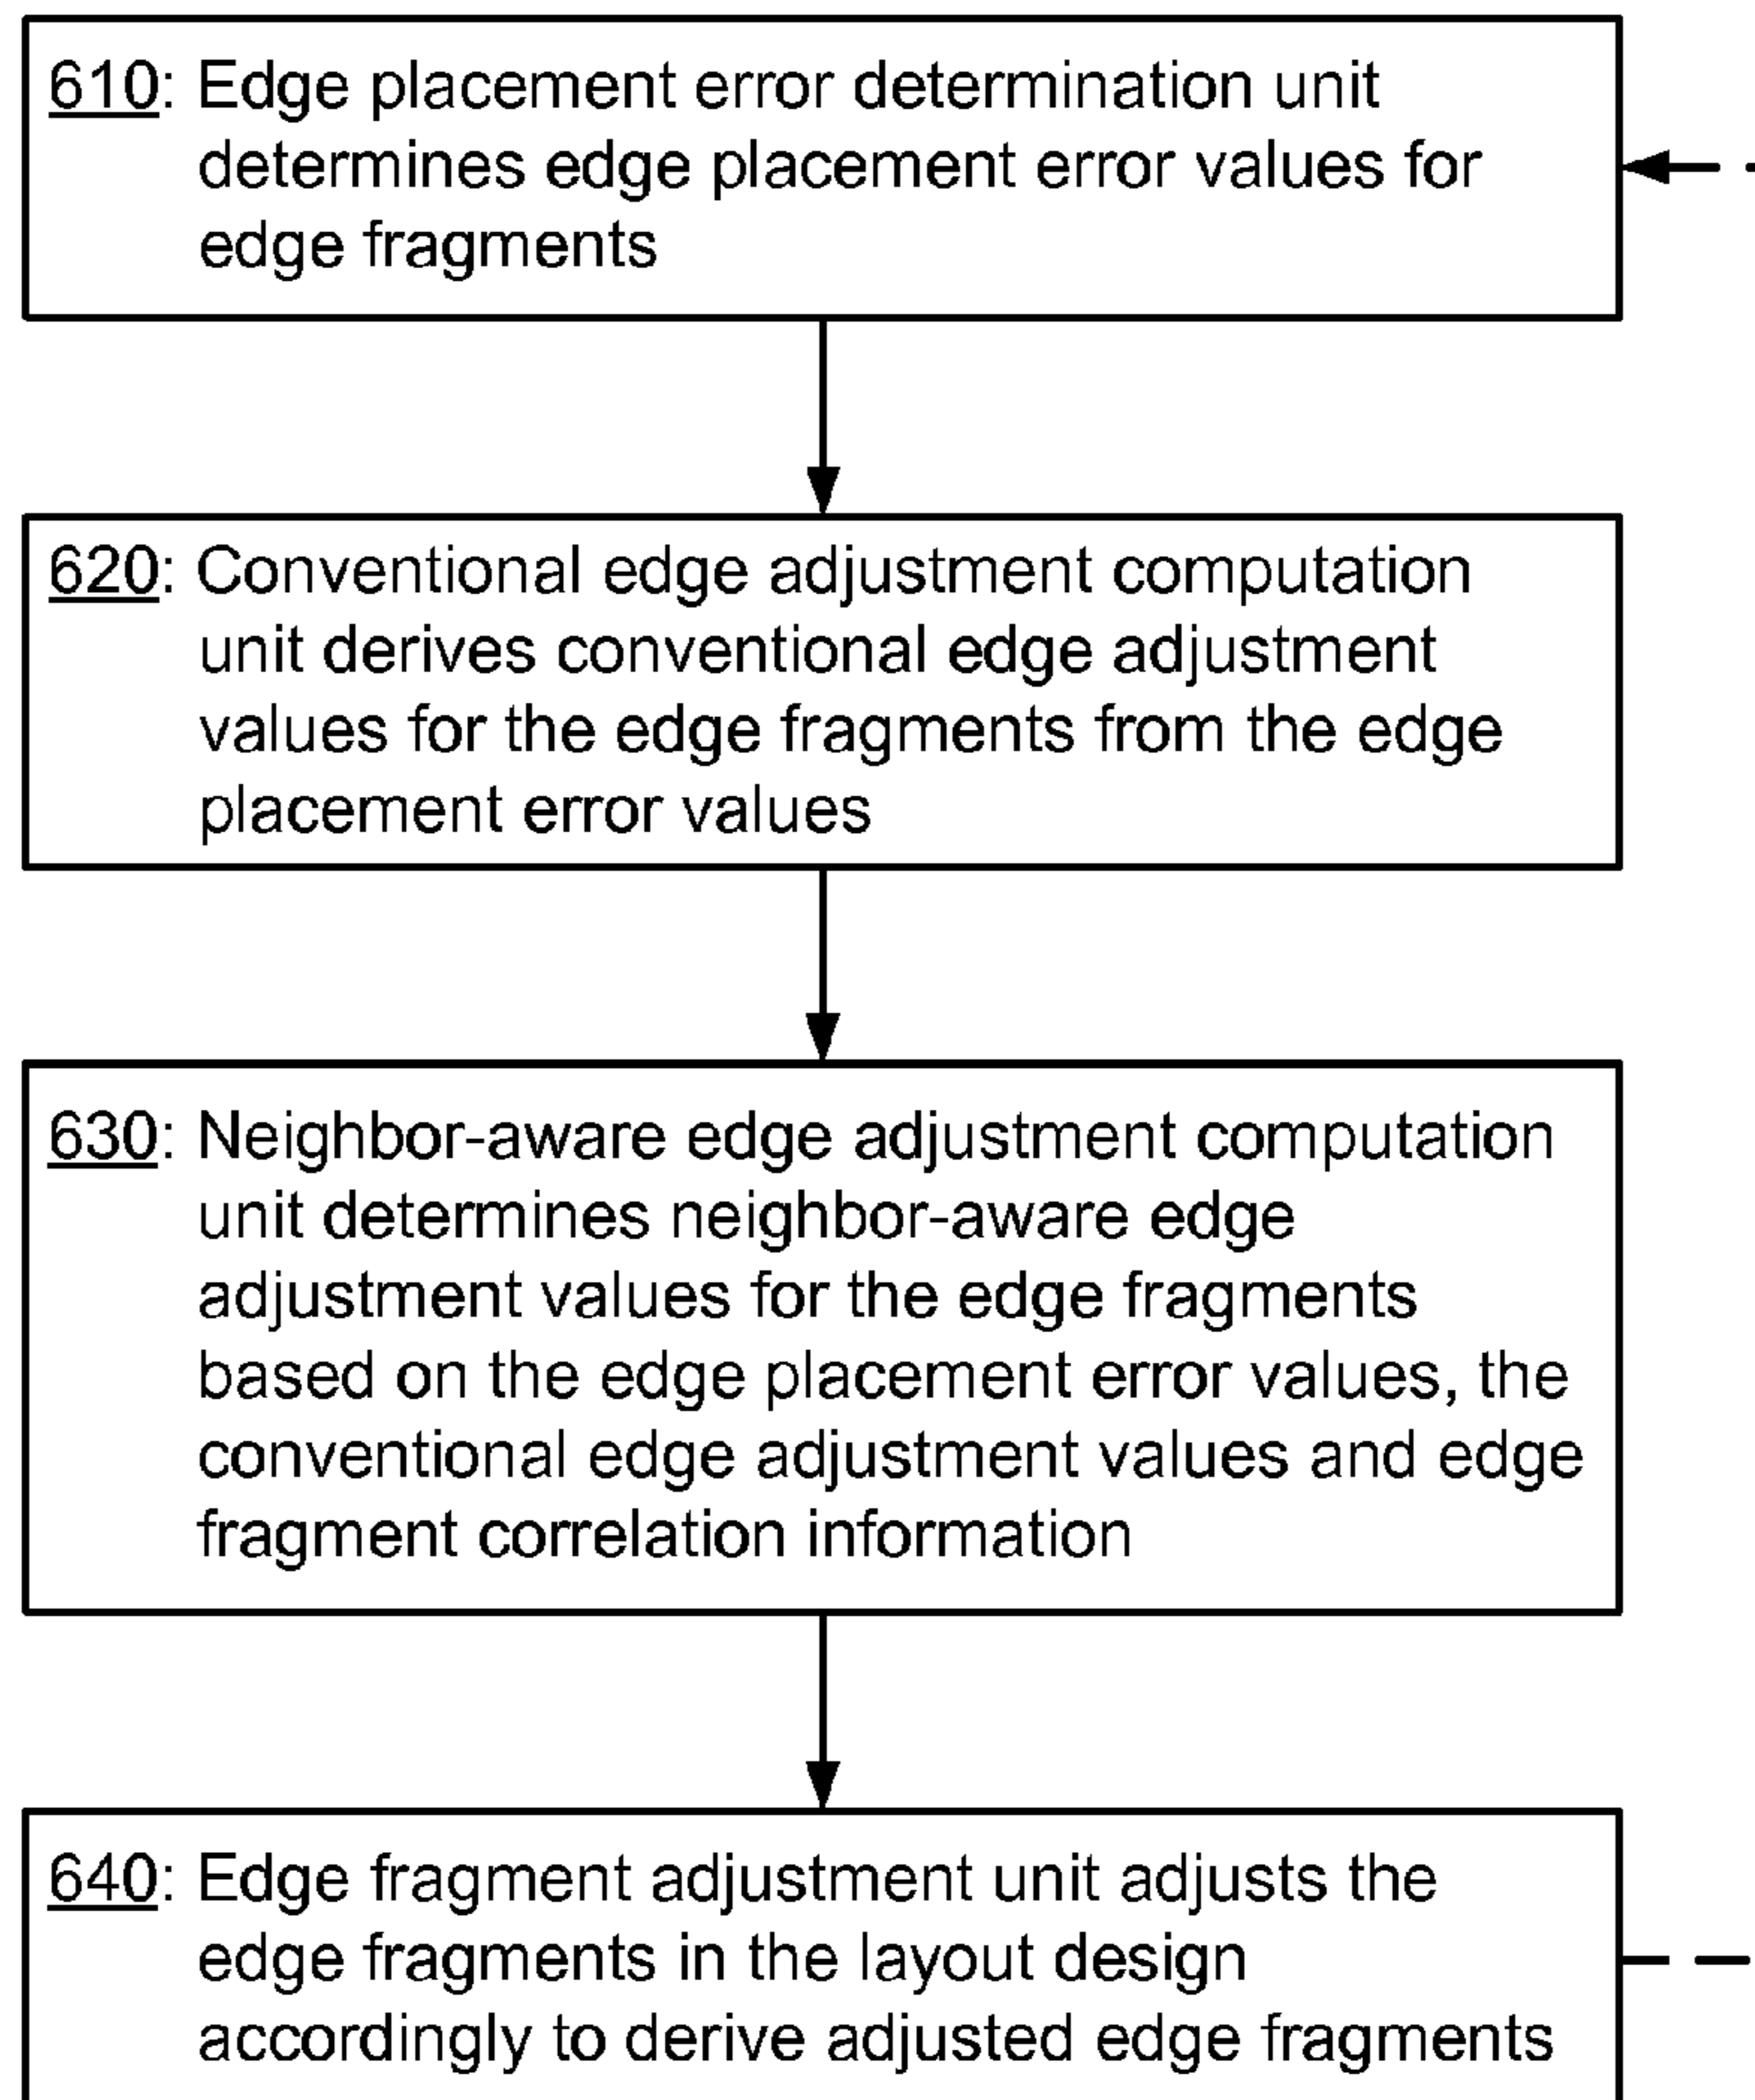 610: Edge placement error determination unit
determines edge placement error values for
edge fragments
620: Conventional edge adjustment computation
unit derives conventional edge adjustment
values for the edge fragments from the edge
placement error values
630: Neighbor-aware edge adjustment computation
unit determines neighbor-aware edge
adjustment values for the edge fragments
based on the edge placement error values, the
conventional edge adjustment values and edge
fragment correlation information
640: Edge fragment adjustment unit adjusts the
edge fragments in the layout design
accordingly to derive adjusted edge fragments